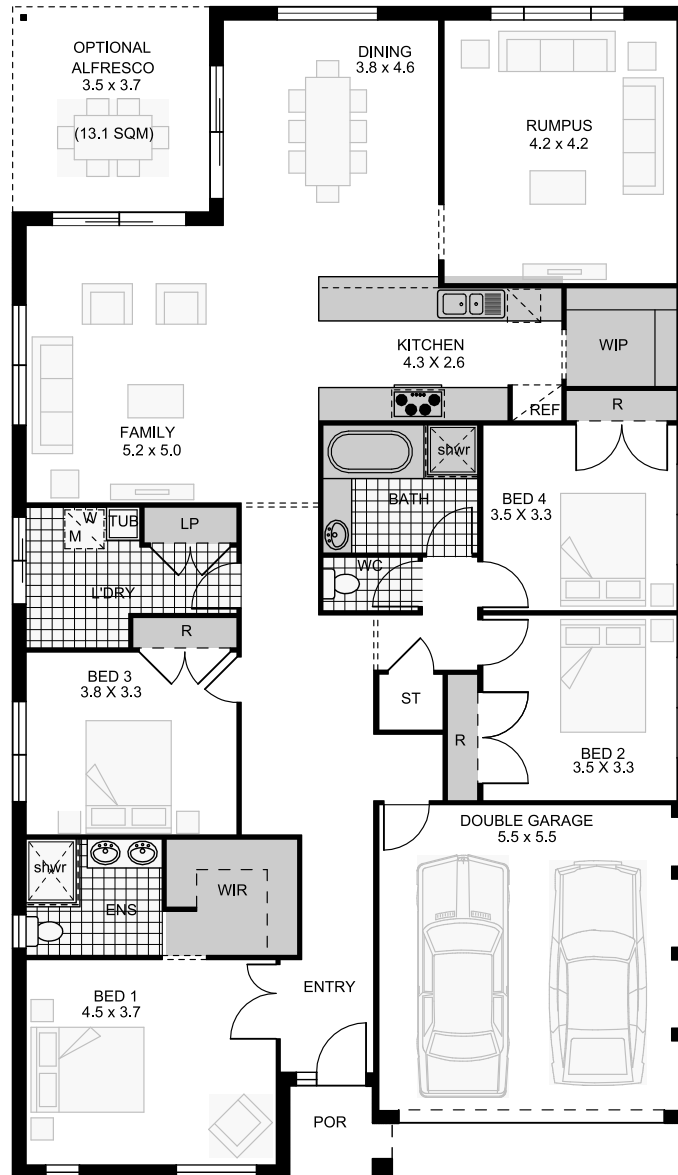 OPTIONAL
ALFRESCO
3.5 x 3.7
(13.1 SQM)
DINING
3.8 x 4.6
RUMPUS
4.2 x 4.2
KITCHEN
4.3 X 2.6
WIP
REF
R
FAMILY
5.2 x 5.0
shwr
BATH
BED 4
3.5 X 3.3
W
M
TUB
LP
L'DRY
WC
R
BED 3
3.8 X 3.3
ST
R
BED 2
3.5 X 3.3
DOUBLE GARAGE
5.5 x 5.5
shwr
ENS
WIR
BED 1
4.5 x 3.7
ENTRY
POR